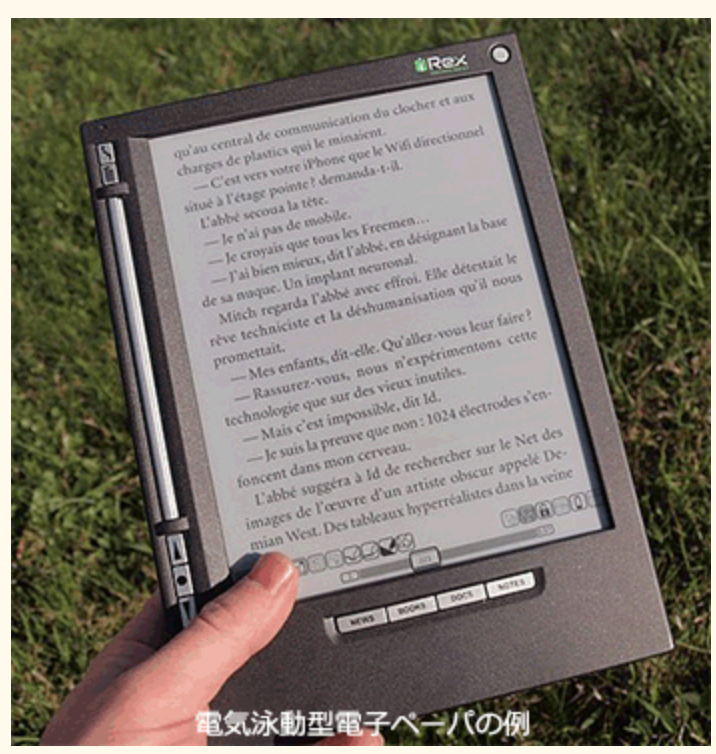 iRex
qu'au central de communication du clocher et aux
charges de plastics qui le minaient.
— C'est vers votre iPhone que le Wifi directionnel
situé à l'étage pointe ? demanda-t-il.
L'abbé secoua la tête.
— Je n'ai pas de mobile.
— Je croyais que tous les Freemen…
— J'ai bien mieux, dit l'abbé, en désignant la base
de sa nuque. Un implant neuronal.
Mitch regarda l'abbé avec effroi. Elle détestait le
rêve techniciste et la déshumanisation qu'il nous
promettait.
— Mes enfants, dit-elle. Qu'allez-vous leur faire ?
— Rassurez-vous, nous n'expérimentons cette
technologie que sur des vieux inutiles.
— Mais c'est impossible, dit Id.
— Je suis la preuve que non : 1024 électrodes s'en-
foncent dans mon cerveau.
L'abbé suggéra à Id de rechercher sur le Net des
images de l'œuvre d'un artiste obscur appelé De-
mian West. Des tableaux hyperréalistes dans la veine
NEWS BOOKS DOCS NOTES
電気泳動型電子ペーパの例